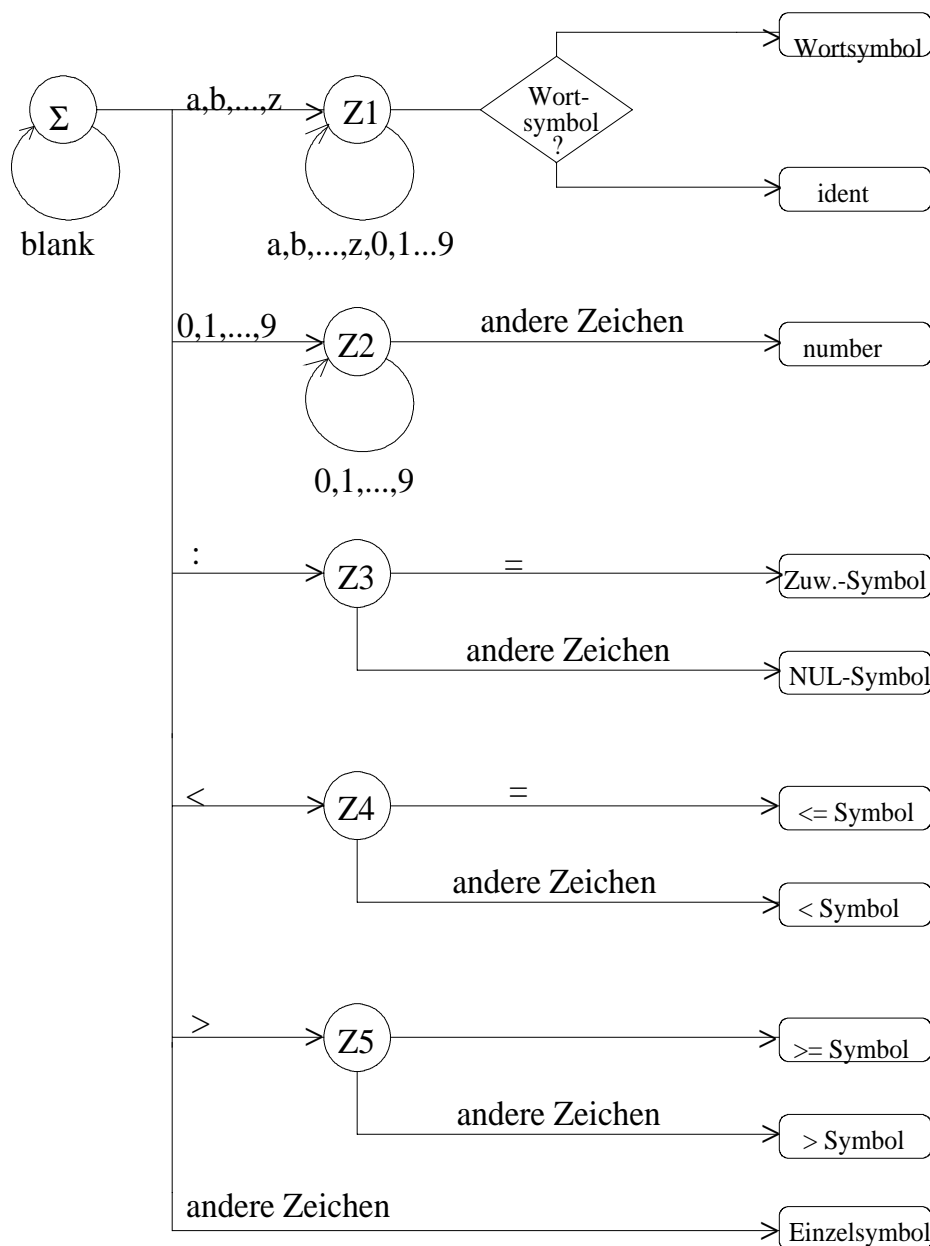 Wortsymbol
a,b,...,z
Σ
Z1
Wort-
symbol
?
ident
blank
a,b,...,z,0,1...9
0,1,...,9
Z2
andere Zeichen
number
0,1,...,9
:
Z3
=
Zuw.-Symbol
andere Zeichen
NUL-Symbol
<
Z4
=
<= Symbol
andere Zeichen
< Symbol
>
Z5
>= Symbol
andere Zeichen
> Symbol
andere Zeichen
Einzelsymbol